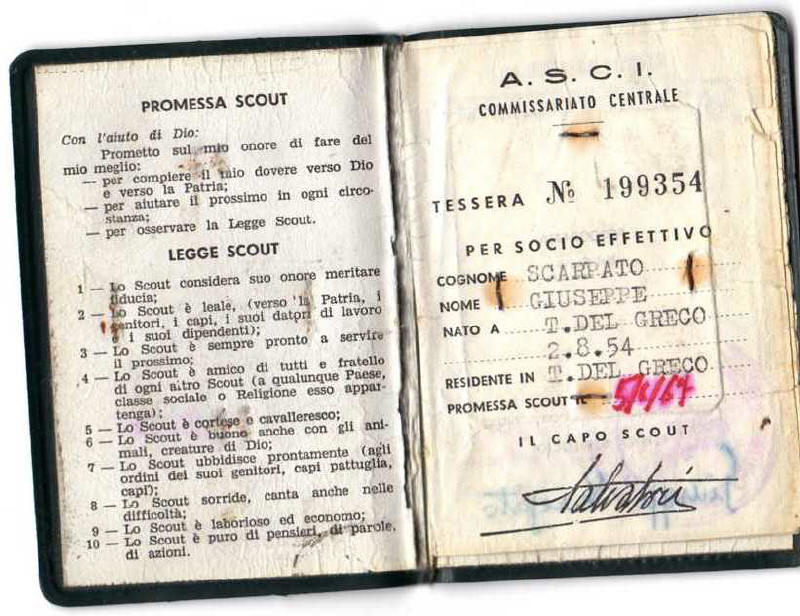 PROMESSA SCOUT
Con l'aiuto di Dio:
Prometto sul mio onore di fare del
mio meglio:
— per compiere il mio dovere verso Dio
e verso la Patria;
— per aiutare il prossimo in ogni circo-
stanza;
— per osservare la Legge Scout.
LEGGE SCOUT
1 — Lo Scout considera suo onore meritare
fiducia;
2 — Lo Scout è leale, (verso la Patria, i
genitori, i capi, i suoi datori di lavoro
e i suoi dipendenti);
3 — Lo Scout è sempre pronto a servire
il prossimo;
4 — Lo Scout è amico di tutti e fratello
di ogni altro Scout (a qualunque Paese,
classe sociale o Religione esso appar-
tenga);
5 — Lo Scout è cortese e cavalleresco;
6 — Lo Scout è buono anche con gli ani-
mali, creature di Dio;
7 — Lo Scout ubbidisce prontamente (agli
ordini dei suoi genitori, capi pattuglia,
capi);
8 — Lo Scout sorride, canta anche nelle
difficoltà;
9 — Lo Scout è laborioso ed economo;
10 — Lo Scout è puro di pensieri, di parole,
di azioni.
A. S. C. I.
COMMISSARIATO CENTRALE
TESSERA № 199354
PER SOCIO EFFETTIVO
COGNOME SCARPATO
NOME GIUSEPPE
NATO A T. DEL GRECO
2.8.54
RESIDENTE IN T. DEL GRECO
PROMESSA SCOUT
IL CAPO SCOUT
Salvatori